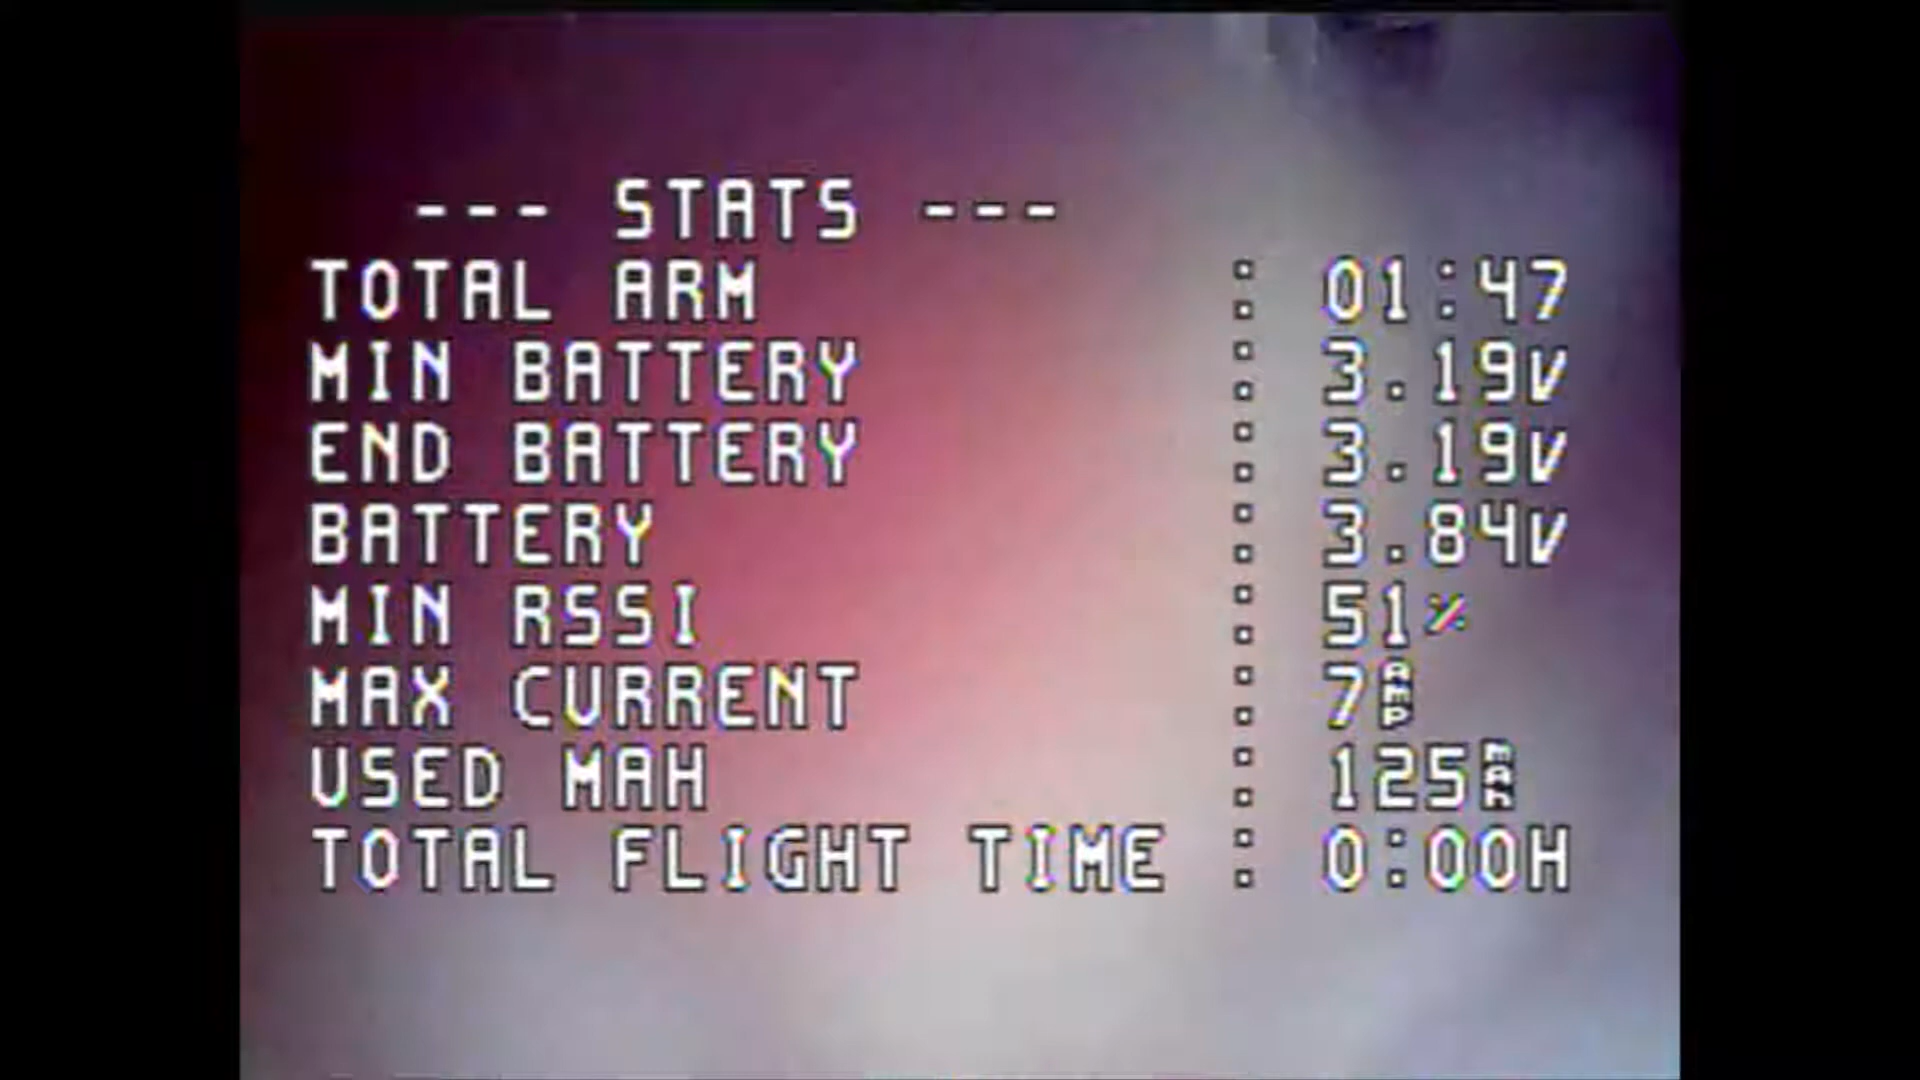 --- STATS ---
TOTAL ARM : 01:47
MIN BATTERY : 3.19V
END BATTERY : 3.19V
BATTERY : 3.84V
MIN RSSI : 51%
MAX CURRENT : 7AMP
USED MAH : 125MAH
TOTAL FLIGHT TIME : 0:00H